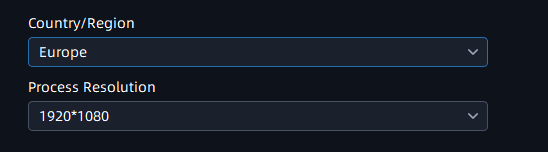 Country/Region
Europe
Process Resolution
1920*1080